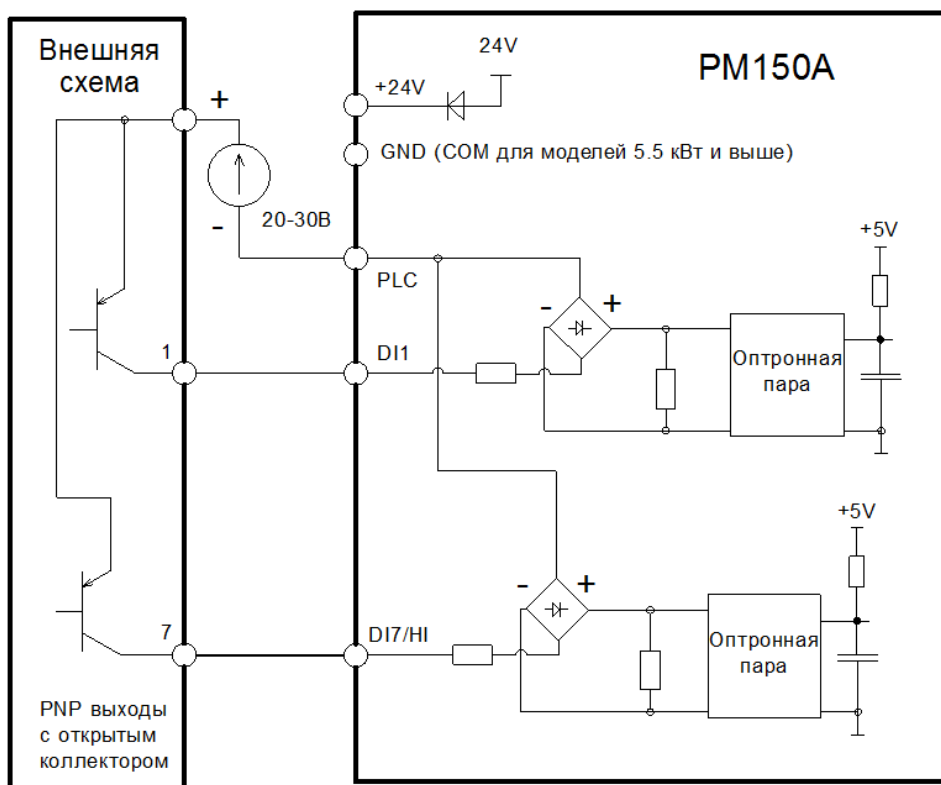 Внешняя
схема
+
-
20-30В
1
7
PNP выходы
с открытым
коллектором
PM150A
24V
+24V
GND (COM для моделей 5.5 кВт и выше)
PLC
DI1
-
+
Оптронная
пара
+5V
DI7/HI
-
+
Оптронная
пара
+5V